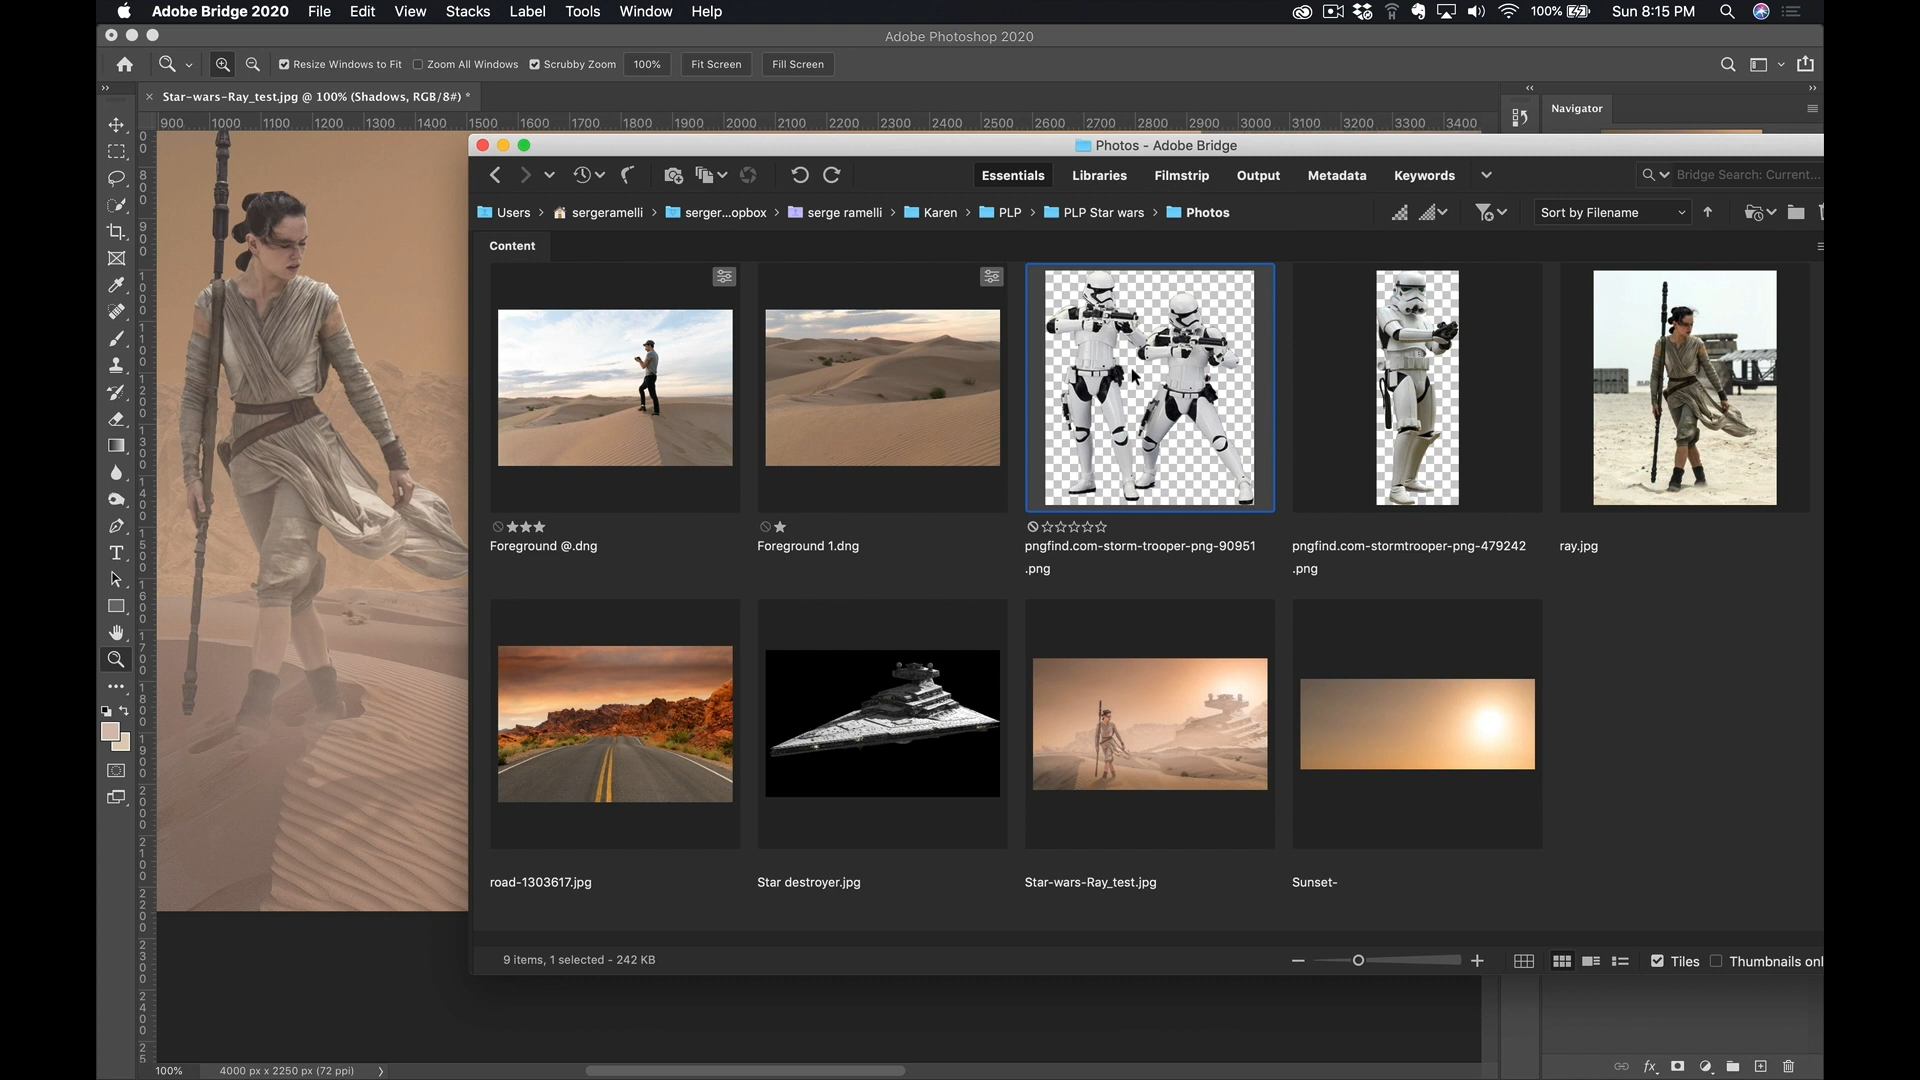 Adobe Bridge 2020 File Edit View Stacks Label Tools Window Help 100% Sun 8:15 PM
Adobe Photoshop 2020
Resize Windows to Fit Zoom All Windows Scrubby Zoom 100% Fit Screen Fill Screen
Star-wars-Ray_test.jpg @ 100% (Shadows, RGB/8#) *
Navigator
900 1000 1100 1200 1300 1400 1500 1600 1700 1800 1900 2000 2100 2200 2300 2400 2500 2600 2700 2800 2900 3000 3100 3200 3300 3400
Photos - Adobe Bridge
Essentials Libraries Filmstrip Output Metadata Keywords Bridge Search: Current...
Users sergeramelli serger...opbox serge ramelli Karen PLP PLP Star wars Photos Sort by Filename
Content
Foreground @.dng
Foreground 1.dng
pngfind.com-storm-trooper-png-90951
.png
pngfind.com-stormtrooper-png-479242
.png
ray.jpg
road-1303617.jpg
Star destroyer.jpg
Star-wars-Ray_test.jpg
Sunset-
9 items, 1 selected - 242 KB
Tiles Thumbnails onl
100% 4000 px x 2250 px (72 ppi)
fx